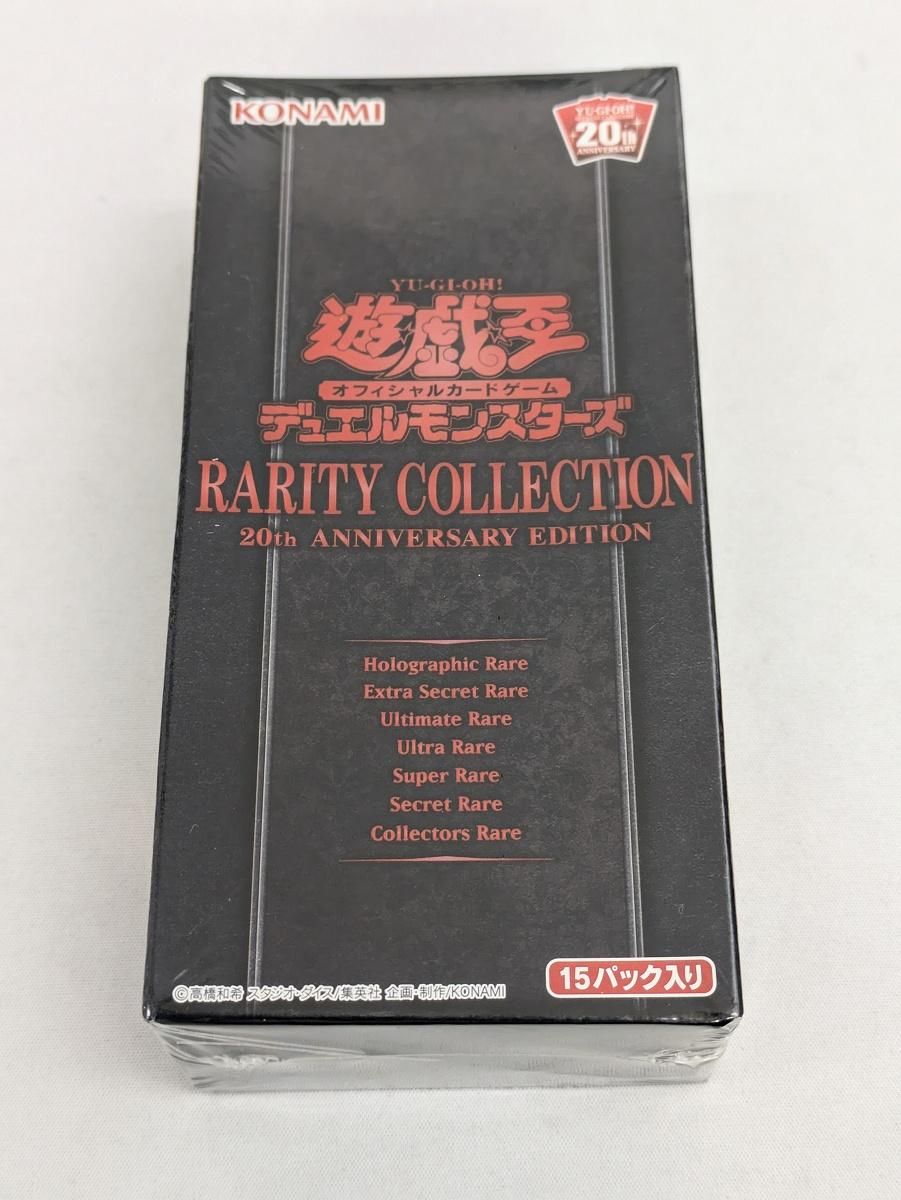 KONAMI
YU-GI-OH!
20th
ANNIVERSARY
YU-GI-OH!
遊☆戯☆王
オフィシャルカードゲーム
デュエルモンスターズ
RARITY COLLECTION
20th ANNIVERSARY EDITION
Holographic Rare
Extra Secret Rare
Ultimate Rare
Ultra Rare
Super Rare
Secret Rare
Collectors Rare
15パック入り
©高橋和希 スタジオ・ダイス/集英社 企画・制作/KONAMI